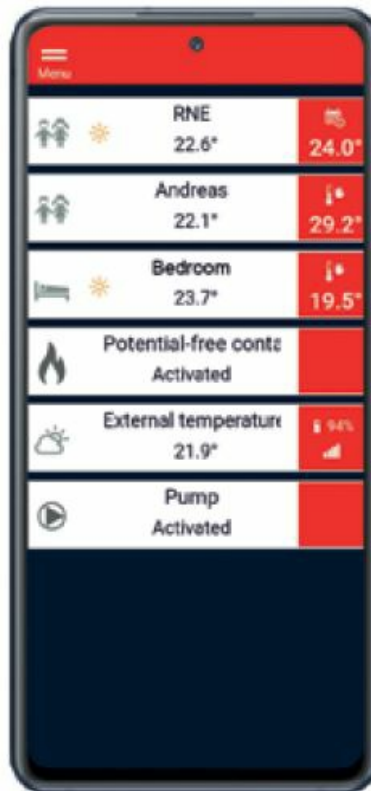 Menu
RNE
22.6°
24.0°
Andreas
22.1°
29.2°
Bedroom
23.7°
19.5°
Potential-free conta
Activated
External temperature
21.9°
94%
Pump
Activated